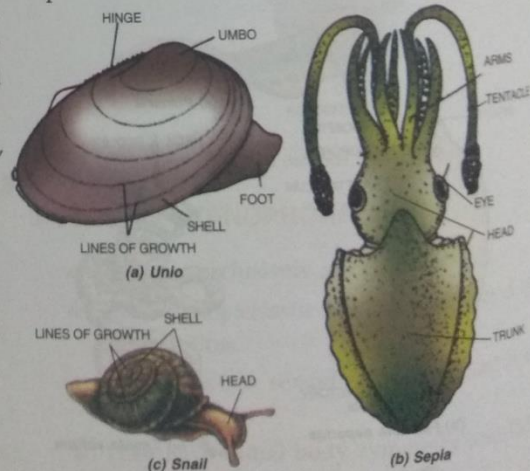 HINGE
UMBO
FOOT
SHELL
LINES OF GROWTH
(a) Unio
ARMS
TENTACLE
EYE
HEAD
TRUNK
(b) Sepia
SHELL
LINES OF GROWTH
HEAD
(c) Snail